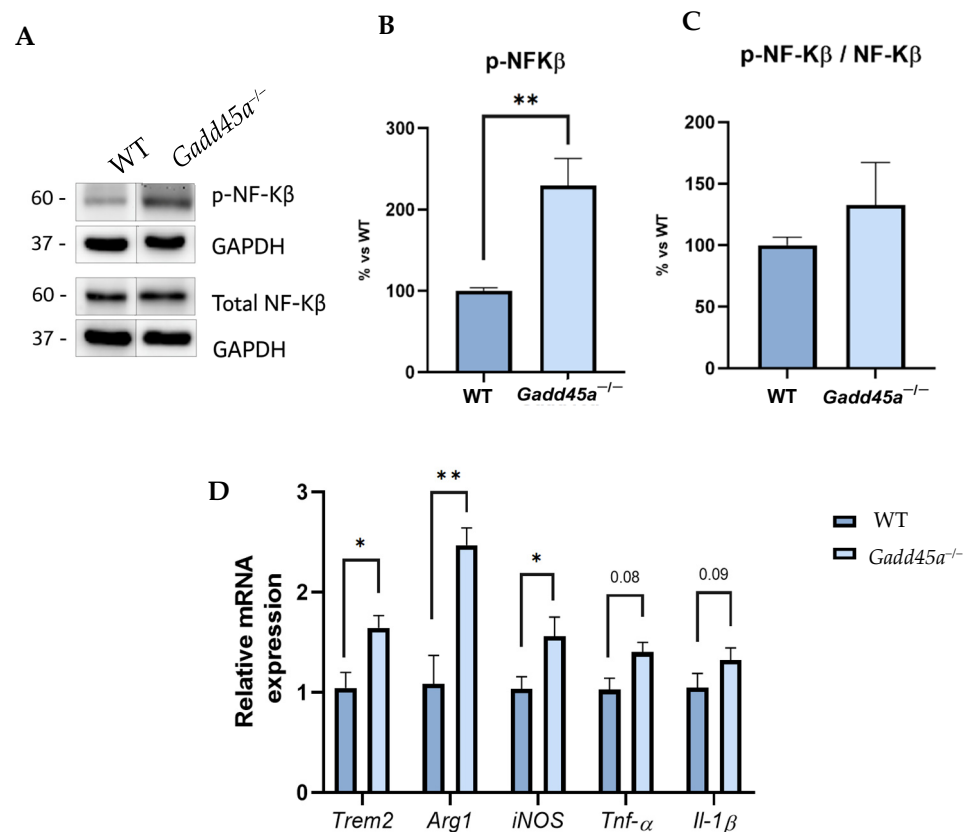 A
WT
Gadd45a−/−
60 -
p-NF-Kβ
37 -
GAPDH
60 -
Total NF-Kβ
37 -
GAPDH
B
p-NFKβ
**
% vs WT
300
200
100
0
WT
Gadd45a−/−
C
p-NF-Kβ / NF-Kβ
% vs WT
200
150
100
50
0
WT
Gadd45a−/−
D
Relative mRNA
expression
3
2
1
0
*
**
*
0.08
0.09
Trem2
Arg1
iNOS
Tnf-α
Il-1β
WT
Gadd45a−/−